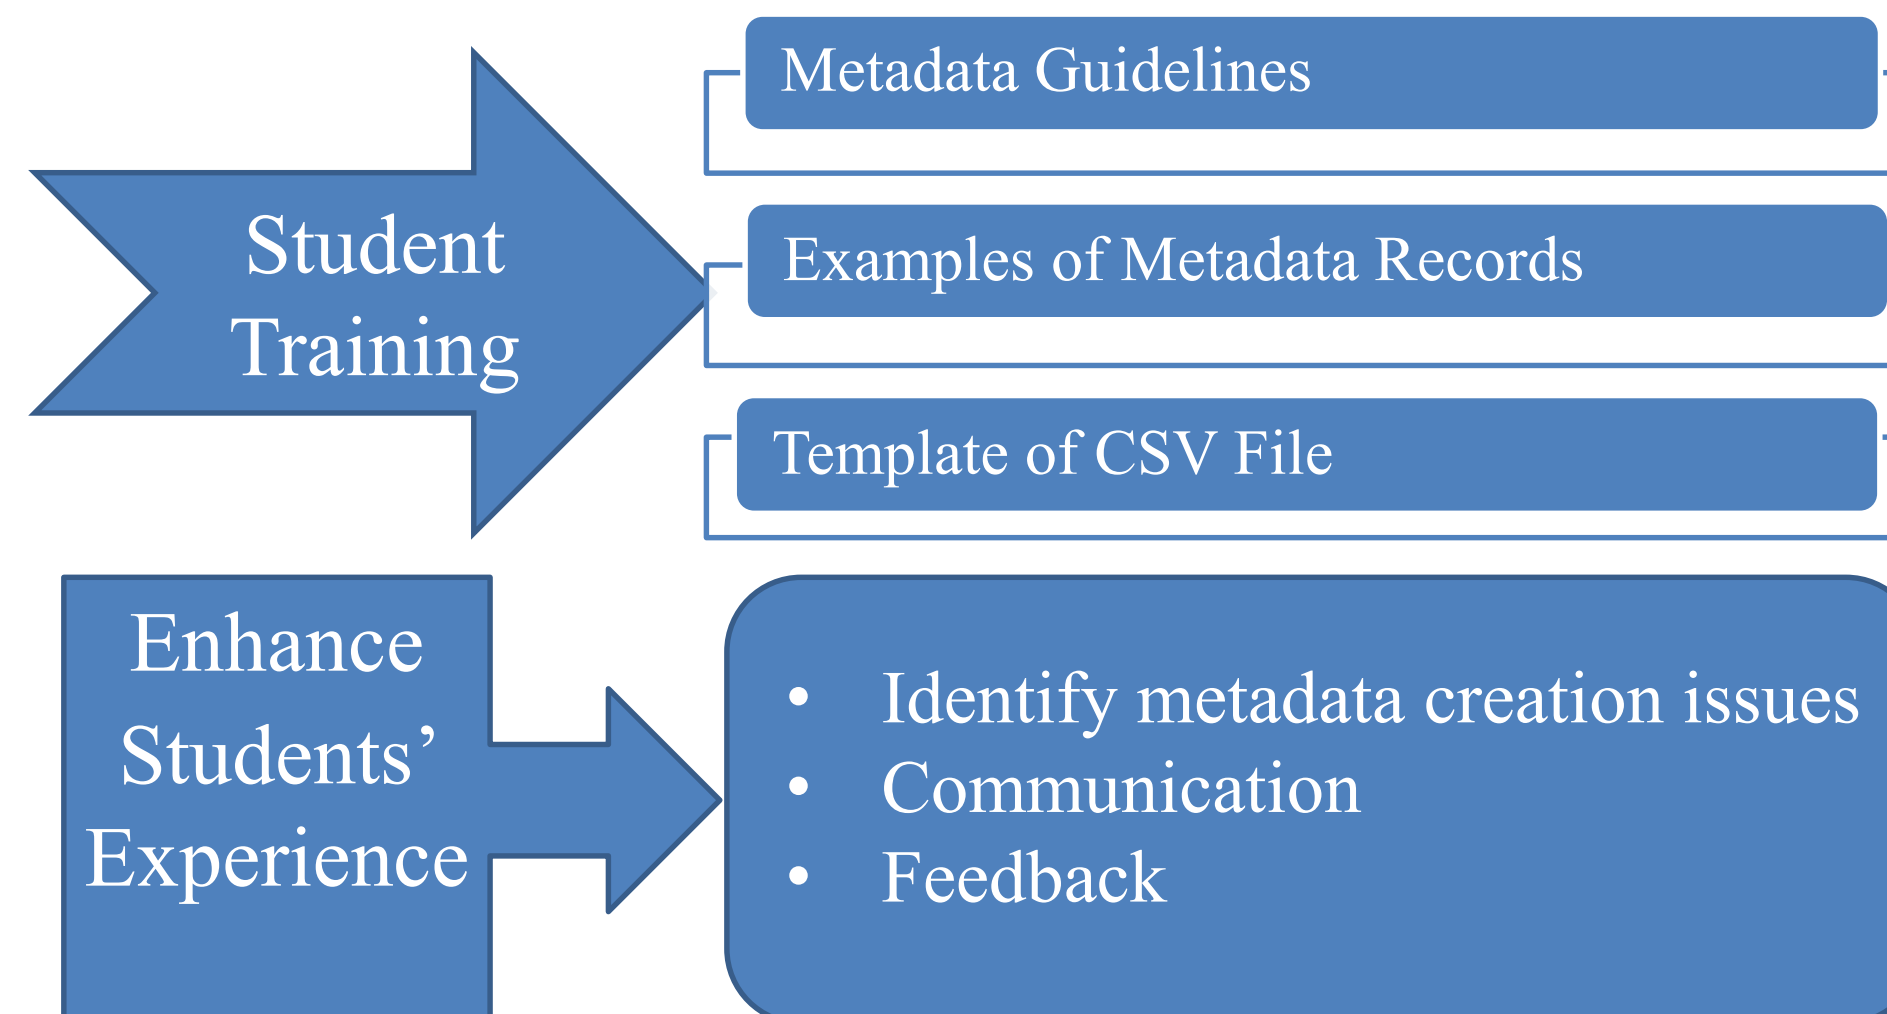 Metadata Guidelines
Student
Training
Examples of Metadata Records
Template of CSV File
Enhance
Students’
Experience
• Identify metadata creation issues
• Communication
• Feedback